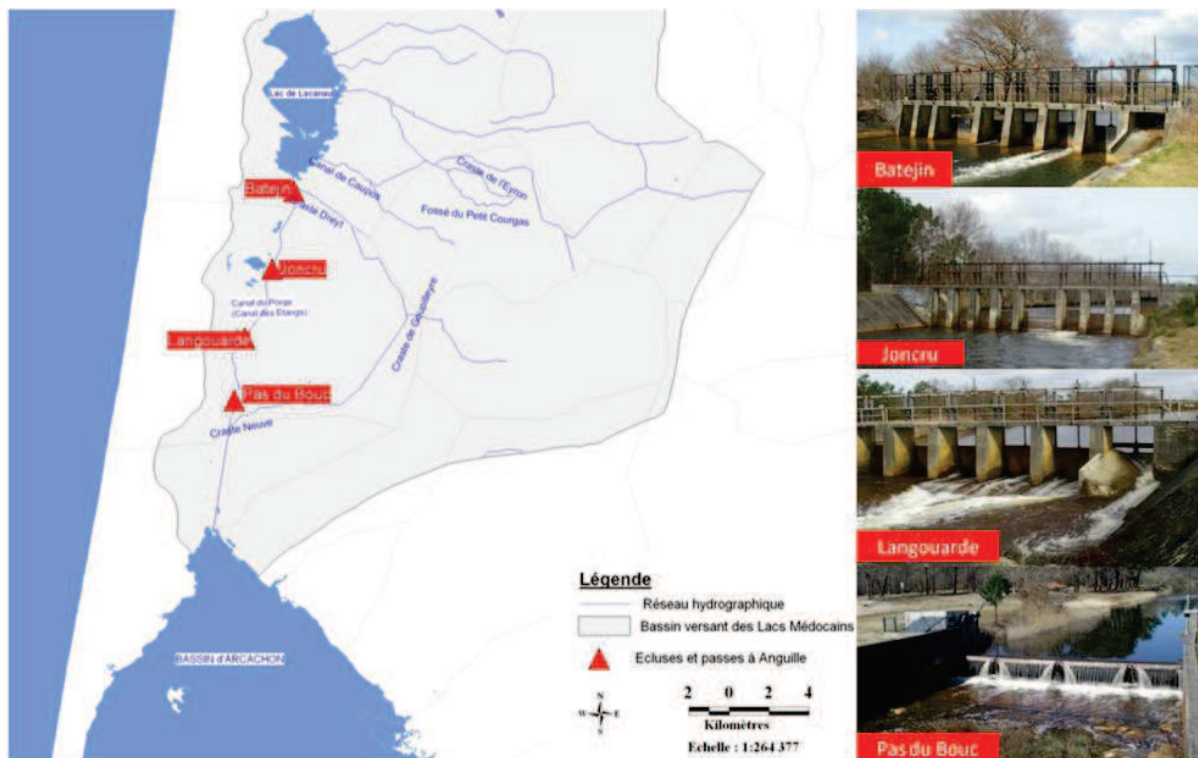 Lac de Lacanau
Canal de Caupos
Craste de l'Eyron
Fossé du Petit Courgas
Batejin
Craste Dreyt
Joncru
Canal du Porge
(Canal des Etangs)
Langouarde
Craste de Goupilleyre
Pas du Bouc
Craste Neuve
BASSIN d'ARCACHON
Légende
Réseau hydrographique
Bassin versant des Lacs Médocains
Ecluses et passes à Anguille
N
W E
S
2 0 2 4
Kilomètres
Echelle : 1:264 377
Batejin
Joncru
Langouarde
Pas du Bouc